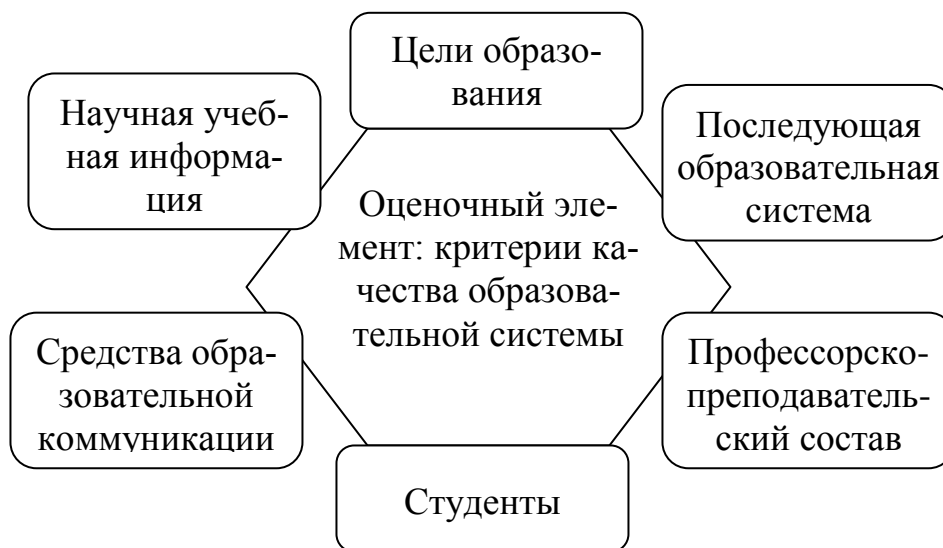 Цели образо-
вания
Научная учеб-
ная информа-
ция
Последующая
образовательная
система
Оценочный эле-
мент: критерии ка-
чества образова-
тельной системы
Средства обра-
зовательной
коммуникации
Профессорско-
преподаватель-
ский состав
Студенты